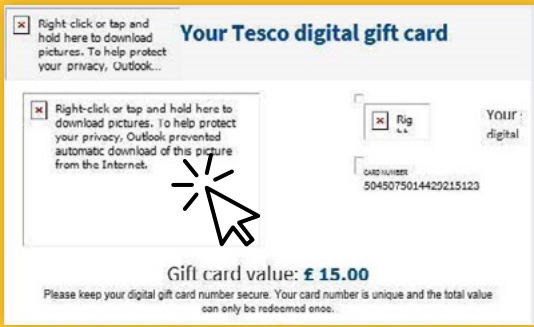 Right click or tap and
hold here to download
pictures. To help protect
your privacy, Outlook...
Your Tesco digital gift card
Right-click or tap and hold here to
download pictures. To help protect
your privacy, Outlook prevented
automatic download of this picture
from the Internet.
Rig
Your
digital
CARD NUMBER
5045075014429215123
Gift card value: £ 15.00
Please keep your digital gift card number secure. Your card number is unique and the total value
can only be redeemed once.